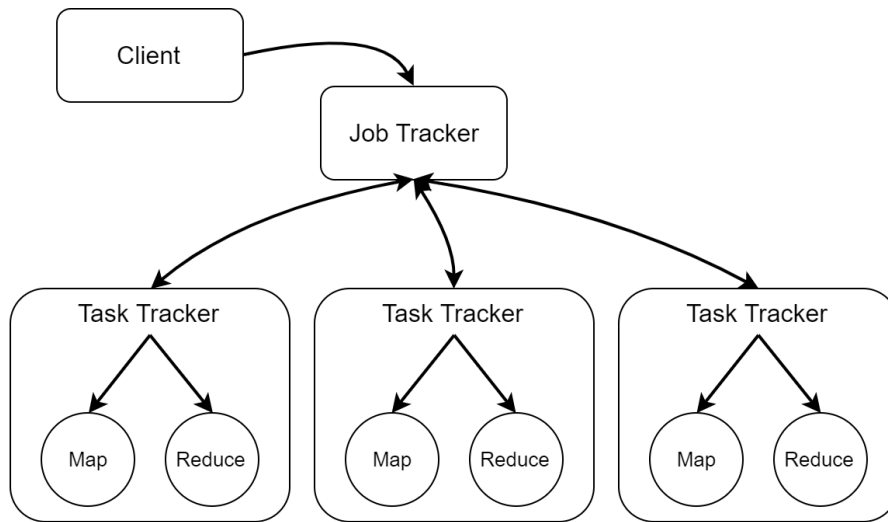 Client
Job Tracker
Task Tracker
Task Tracker
Task Tracker
Map
Reduce
Map
Reduce
Map
Reduce